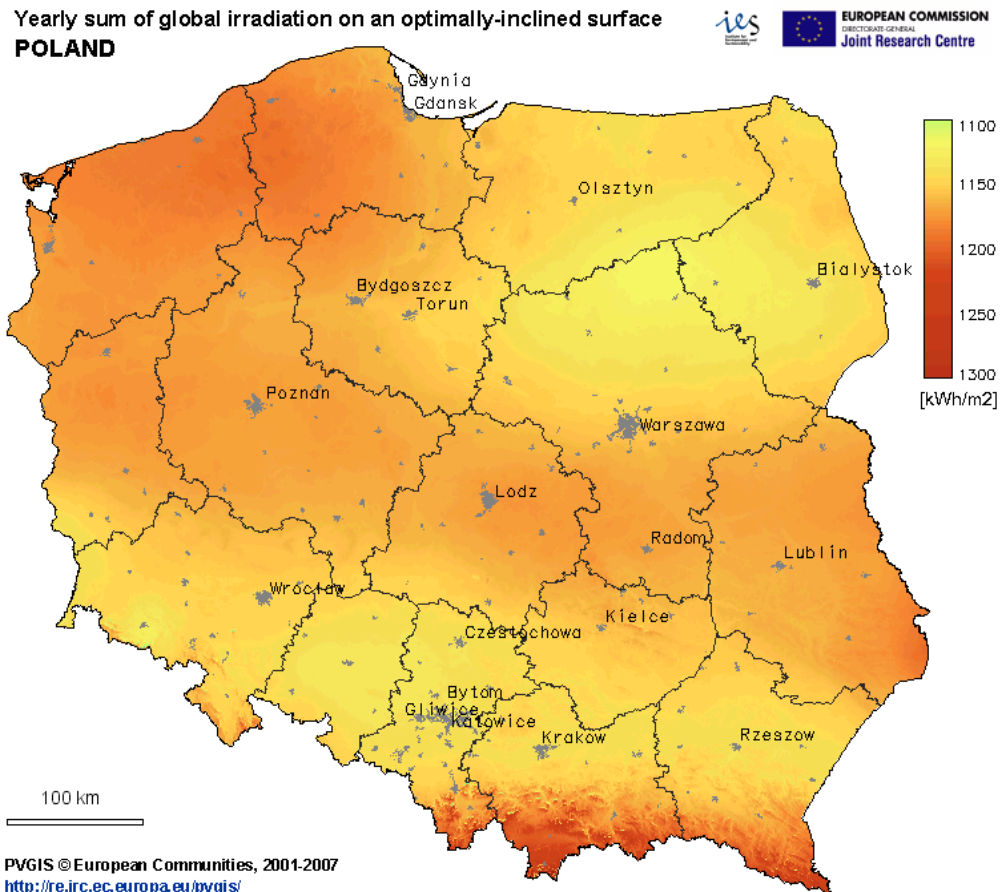 Yearly sum of global irradiation on an optimally-inclined surface
POLAND
ies
EUROPEAN COMMISSION
DIRECTORATE-GENERAL
Joint Research Centre
Gdynia
Gdansk
1100
1150
1200
1250
1300
[kWh/m2]
Olsztyn
Bialystok
Bydgoszcz
Torun
Poznan
Warszawa
Lodz
Radom
Lublin
Wroclaw
Kielce
Czestochowa
Bytom
Gliwice
Katowice
Krakow
Rzeszow
100 km
PVGIS © European Communities, 2001-2007
http://re.jrc.ec.europa.eu/pvgis/